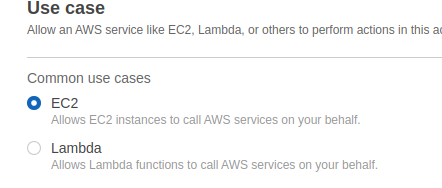 Use case
Allow an AWS service like EC2, Lambda, or others to perform actions in this
Common use cases
EC2
Allows EC2 instances to call AWS services on your behalf.
Lambda
Allows Lambda functions to call AWS services on your behalf.